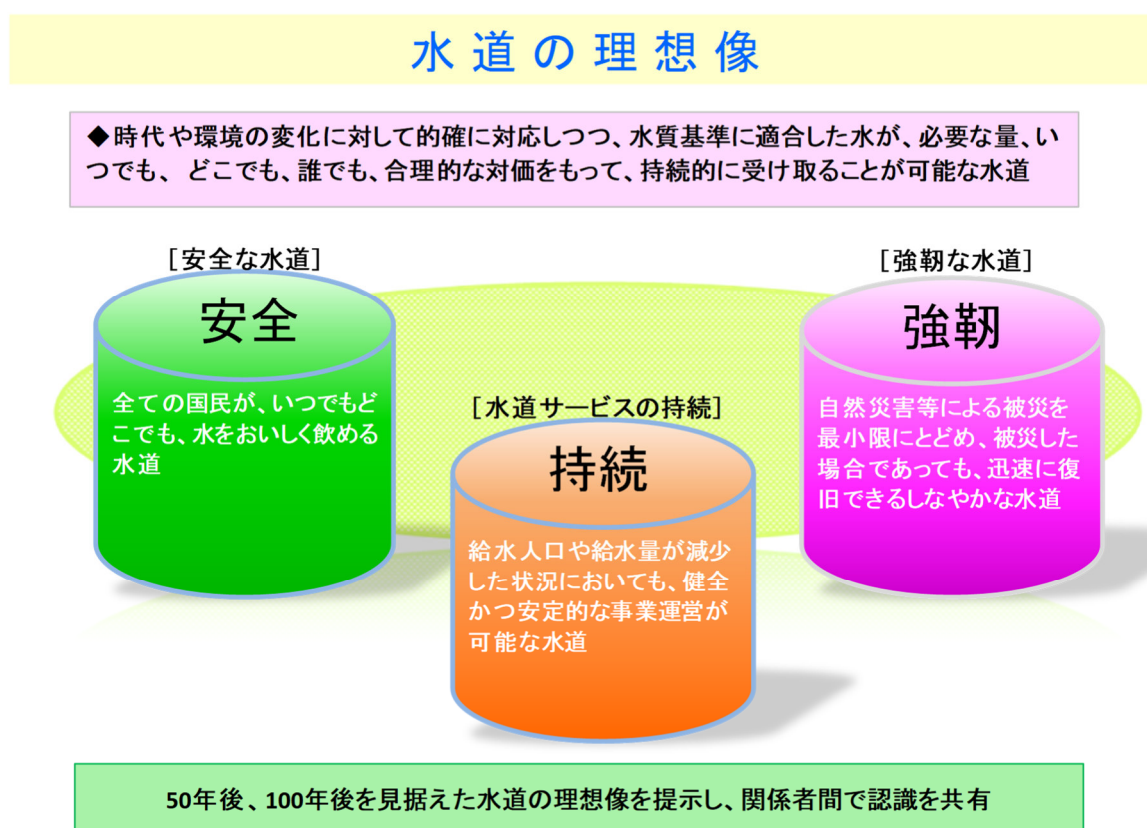 水道の理想像
◆時代や環境の変化に対して的確に対応しつつ、水質基準に適合した水が、必要な量、い
つでも、どこでも、誰でも、合理的な対価をもって、持続的に受け取ることが可能な水道
［安全な水道］
安全
全ての国民が、いつでもど
こでも、水をおいしく飲める
水道
［水道サービスの持続］
持続
給水人口や給水量が減少
した状況においても、健全
かつ安定的な事業運営が
可能な水道
［強靭な水道］
強靭
自然災害等による被災を
最小限にとどめ、被災した
場合であっても、迅速に復
旧できるしなやかな水道
50年後、100年後を見据えた水道の理想像を提示し、関係者間で認識を共有